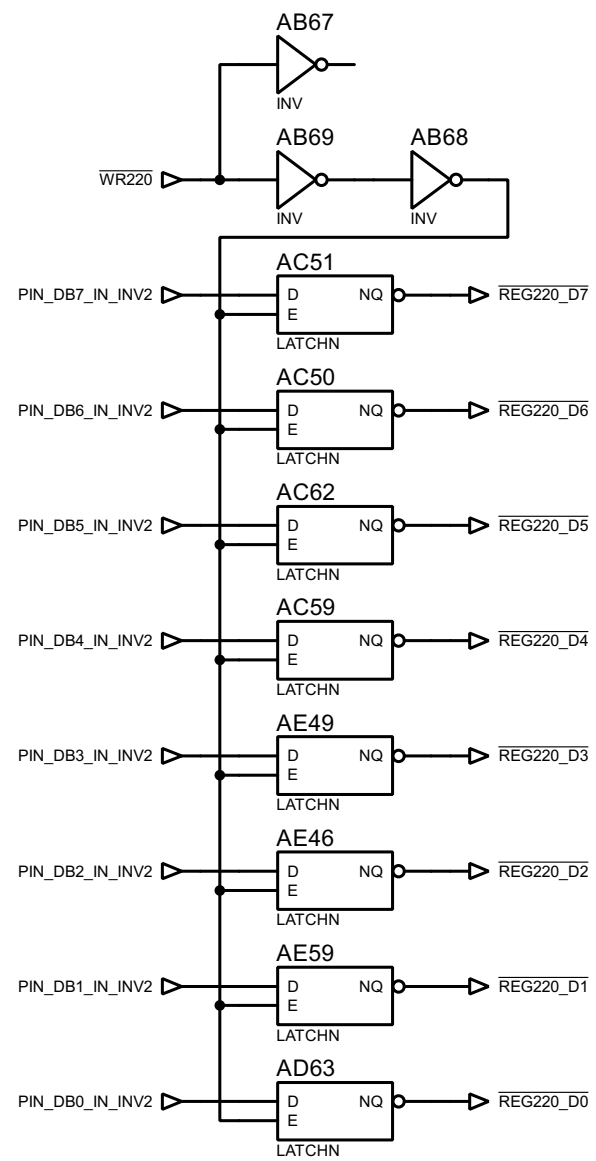 AB67
INV
AB69 AB68
WR220
INV INV
AC51
PIN_DB7_IN_INV2 D NQ REG220_D7
E
LATCHN
AC50
PIN_DB6_IN_INV2 D NQ REG220_D6
E
LATCHN
AC62
PIN_DB5_IN_INV2 D NQ REG220_D5
E
LATCHN
AC59
PIN_DB4_IN_INV2 D NQ REG220_D4
E
LATCHN
AE49
PIN_DB3_IN_INV2 D NQ REG220_D3
E
LATCHN
AE46
PIN_DB2_IN_INV2 D NQ REG220_D2
E
LATCHN
AE59
PIN_DB1_IN_INV2 D NQ REG220_D1
E
LATCHN
AD63
PIN_DB0_IN_INV2 D NQ REG220_D0
E
LATCHN